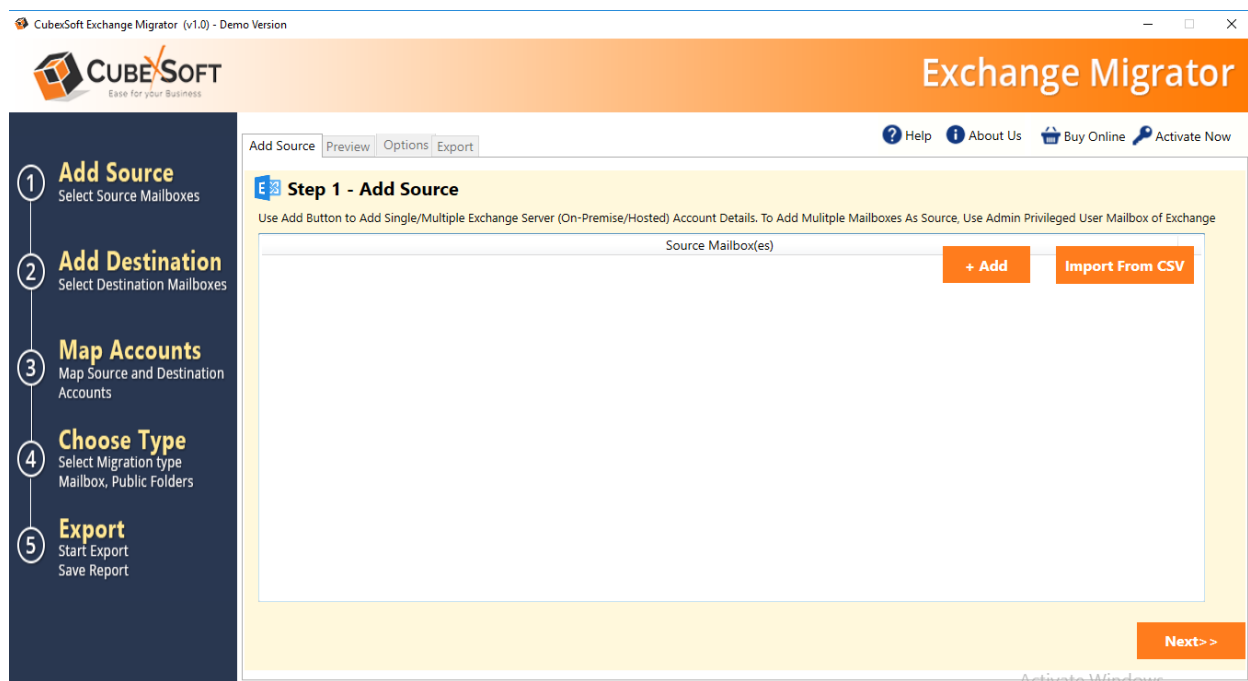 CubexSoft Exchange Migrator (v1.0) - Demo Version
CUBEXSOFT
Ease for your Business
Exchange Migrator
Help
About Us
Buy Online
Activate Now
Add Source
Preview
Options
Export
1
Add Source
Select Source Mailboxes
2
Add Destination
Select Destination Mailboxes
3
Map Accounts
Map Source and Destination
Accounts
4
Choose Type
Select Migration type
Mailbox, Public Folders
5
Export
Start Export
Save Report
Step 1 - Add Source
Use Add Button to Add Single/Multiple Exchange Server (On-Premise/Hosted) Account Details. To Add Mulitple Mailboxes As Source, Use Admin Privileged User Mailbox of Exchange
Source Mailbox(es)
+ Add
Import From CSV
Next>>
Activate Windows